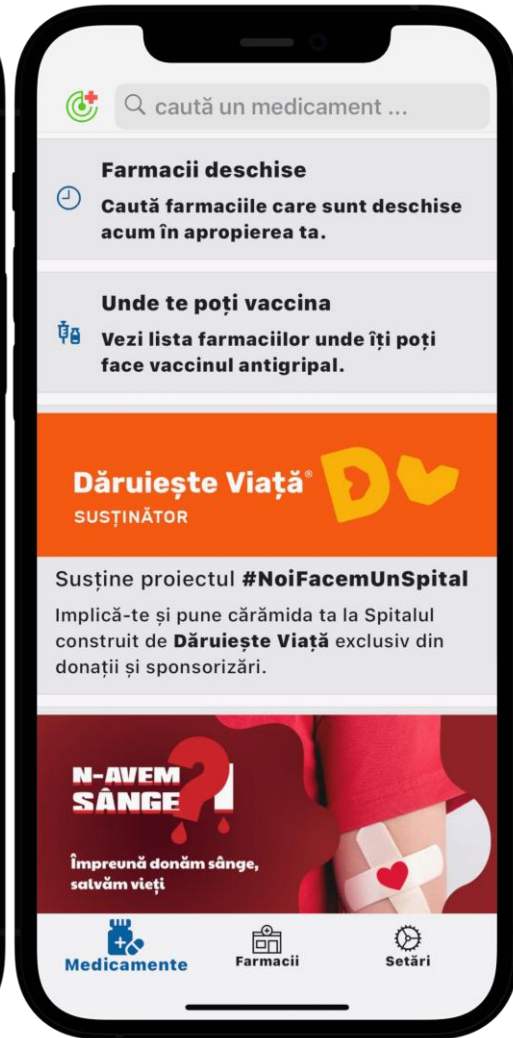 caută un medicament ...
Farmacii deschise
Caută farmaciile care sunt deschise
acum în apropierea ta.
Unde te poți vaccina
Vezi lista farmaciilor unde îți poți
face vaccinul antigripal.
Dăruiește Viață®
SUSȚINĂTOR
Susține proiectul #NoiFacemUnSpital
Implică-te și pune cărămida ta la Spitalul
construit de Dăruiește Viață exclusiv din
donații și sponsorizări.
N-AVEM
SÂNGE?!
Împreună donăm sânge,
salvăm vieți
Medicamente
Farmacii
Setări